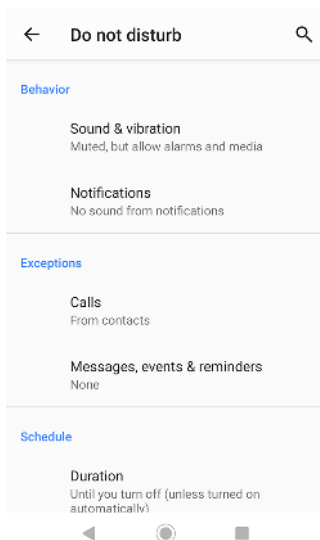 Do not disturb
Behavior
Sound & vibration
Muted, but allow alarms and media
Notifications
No sound from notifications
Exceptions
Calls
From contacts
Messages, events & reminders
None
Schedule
Duration
Until you turn off (unless turned on
automatically)